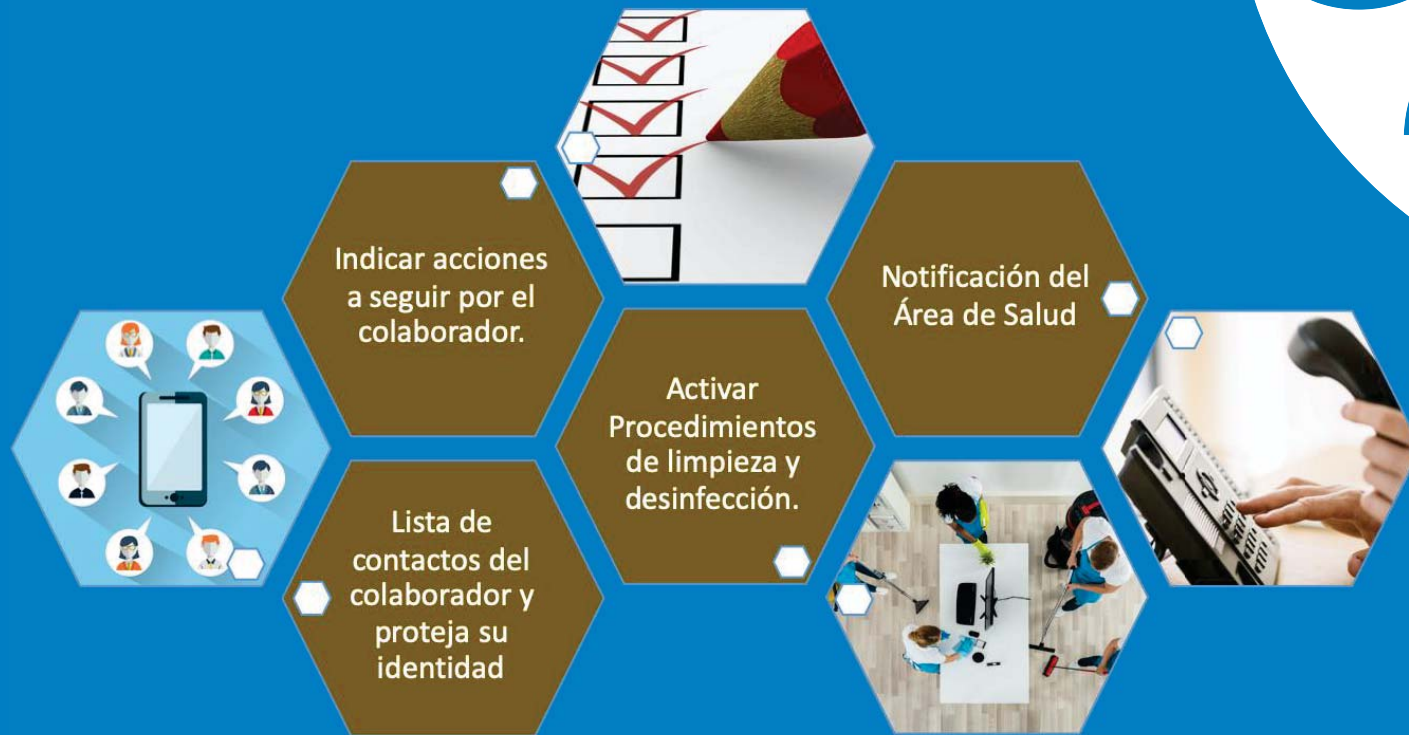 Indicar acciones
a seguir por el
colaborador.
Notificación del
Área de Salud
Activar
Procedimientos
de limpieza y
desinfección.
Lista de
contactos del
colaborador y
proteja su
identidad